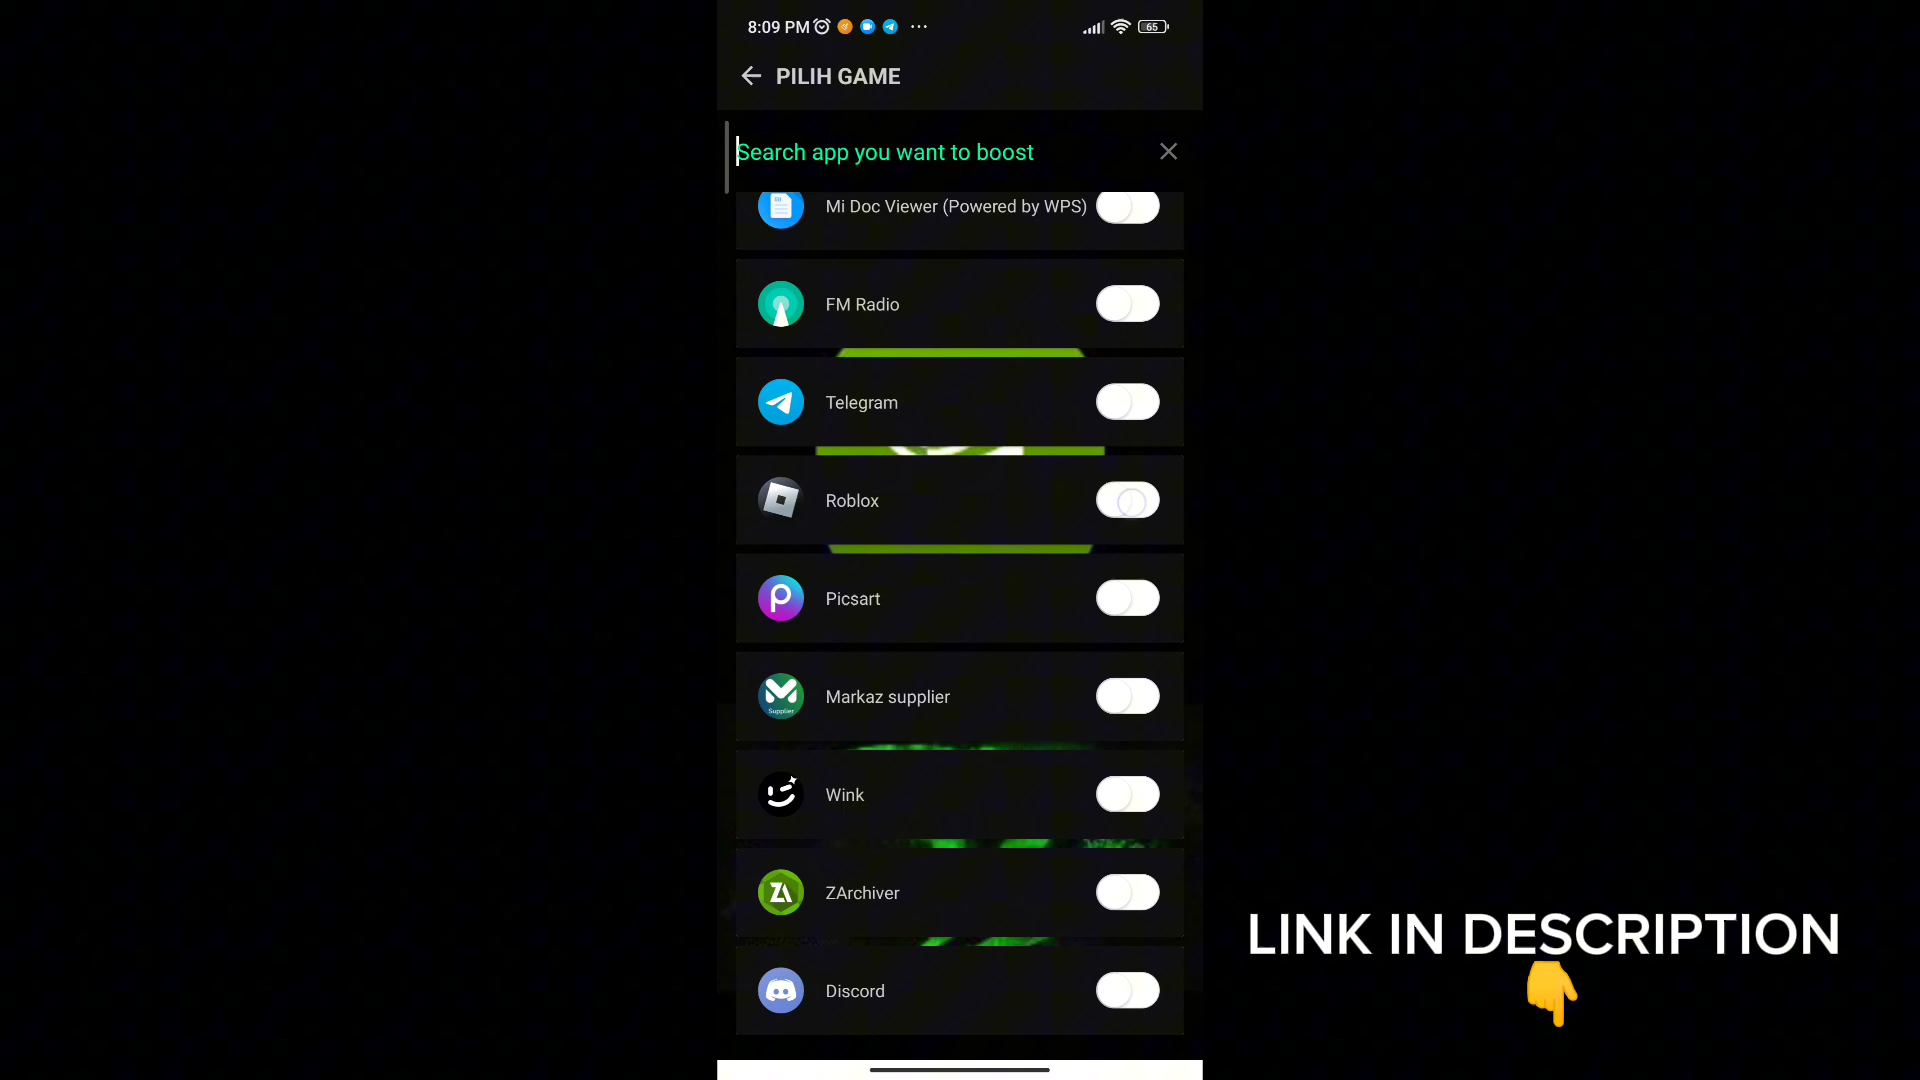 8:09 PM
65
PILIH GAME
Search app you want to boost
Mi Doc Viewer (Powered by WPS)
FM Radio
Telegram
Roblox
Picsart
Markaz supplier
Supplier
Wink
ZArchiver
Discord
LINK IN DESCRIPTION